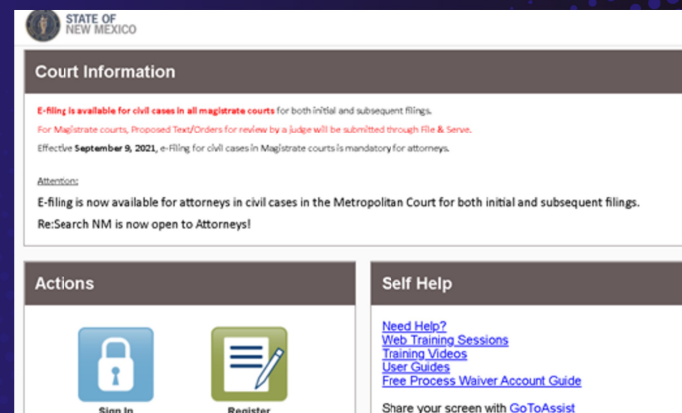 STATE OF
NEW MEXICO
Court Information
E-filing is available for civil cases in all magistrate courts for both initial and subsequent filings.
For Magistrate courts, Proposed Text/Orders for review by a judge will be submitted through File & Serve.
Effective September 9, 2021, e-Filing for civil cases in Magistrate courts is mandatory for attorneys.
Attention:
E-filing is now available for attorneys in civil cases in the Metropolitan Court for both initial and subsequent filings.
Re:Search NM is now open to Attorneys!
Actions
Self Help
Need Help?
Web Training Sessions
Training Videos
User Guides
Free Process Waiver Account Guide
Sign In
Register
Share your screen with GoToAssist